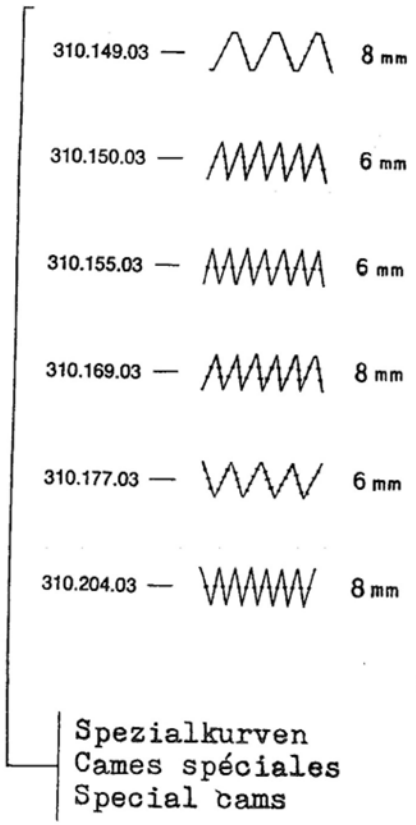 310.149.03 — 8 mm
310.150.03 — 6 mm
310.155.03 — 6 mm
310.169.03 — 8 mm
310.177.03 — 6 mm
310.204.03 — 8 mm
Spezialkurven
Cames spéciales
Special cams